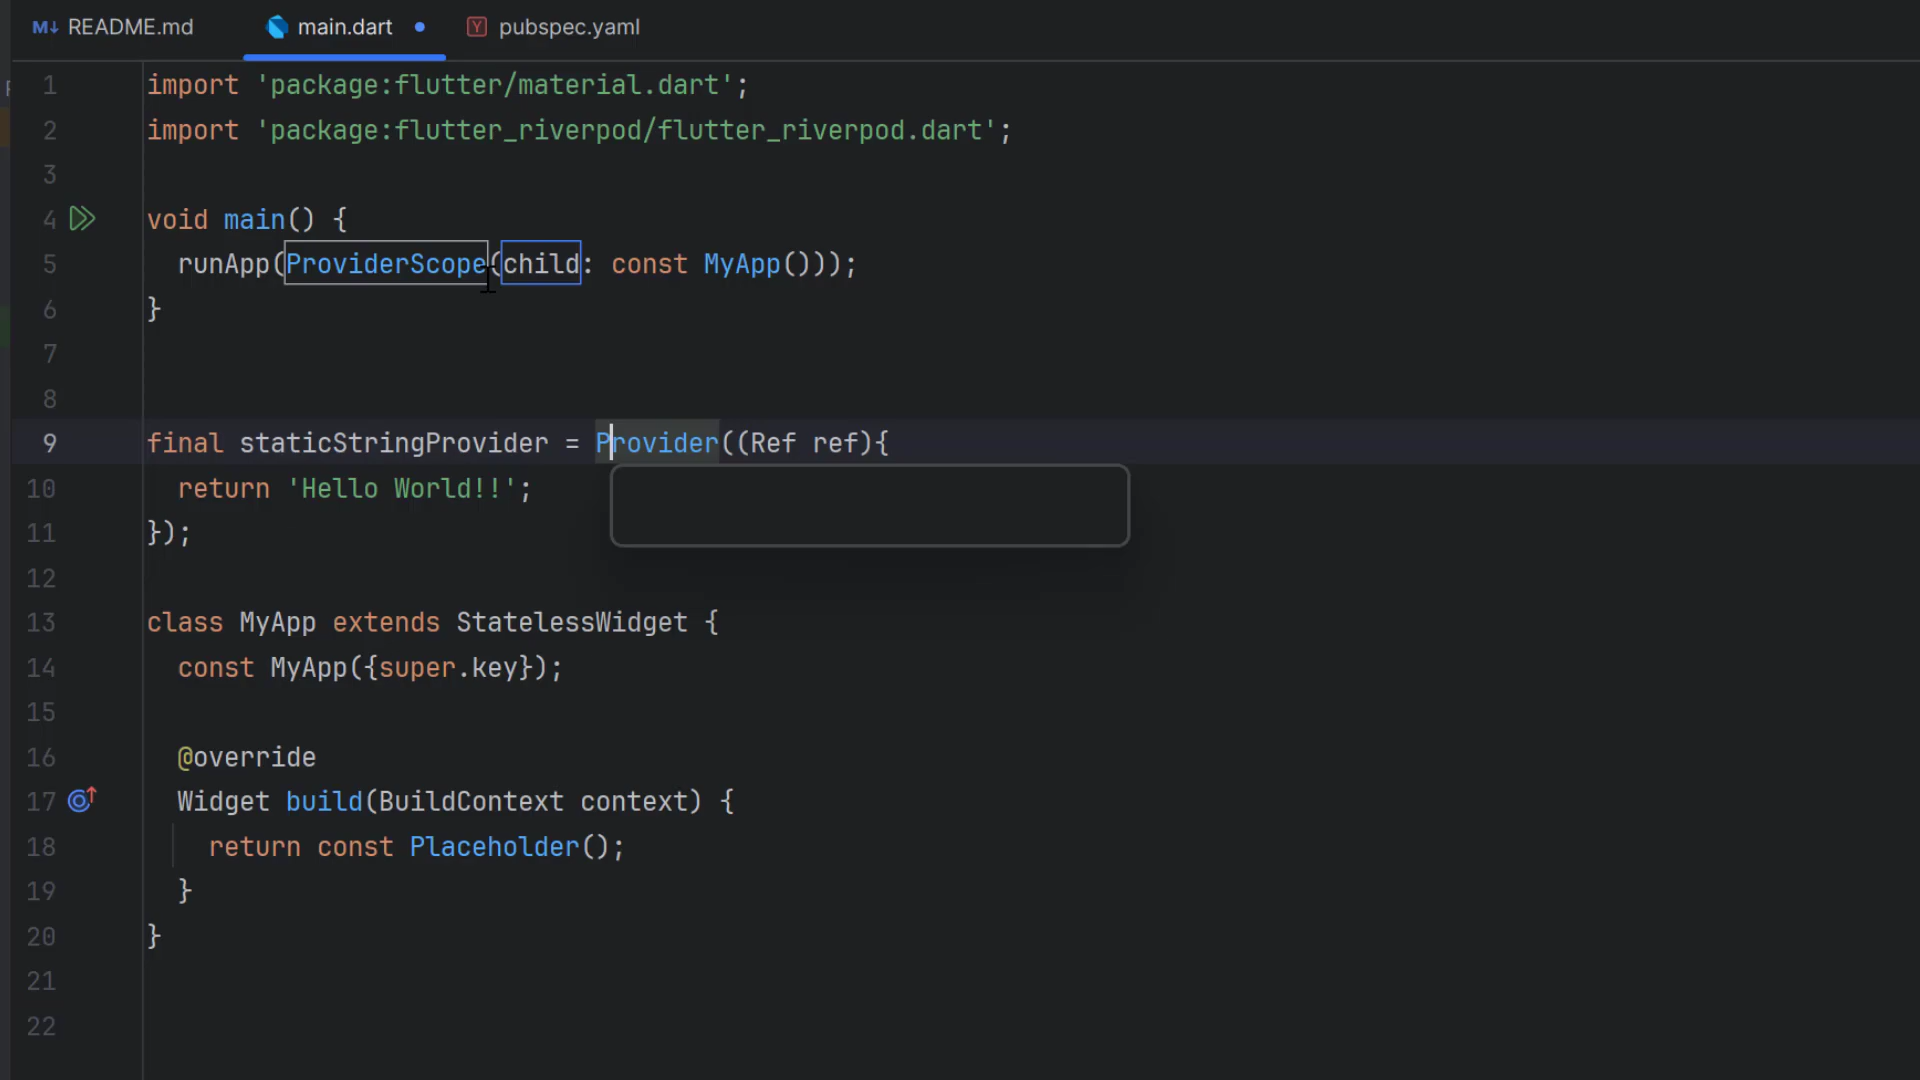 M↓ README.md main.dart Y pubspec.yaml
1 import 'package:flutter/material.dart';
2 import 'package:flutter_riverpod/flutter_riverpod.dart';
3
4 void main() {
5 runApp(ProviderScope(child: const MyApp()));
6 }
7
8
9 final staticStringProvider = Provider((Ref ref){
10 return 'Hello World!!';
11 });
12
13 class MyApp extends StatelessWidget {
14 const MyApp({super.key});
15
16 @override
17 Widget build(BuildContext context) {
18 return const Placeholder();
19 }
20 }
21
22